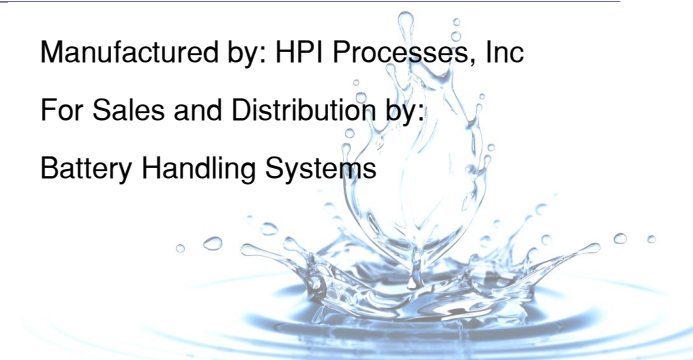 Manufactured by: HPI Processes, Inc
For Sales and Distribution by:
Battery Handling Systems